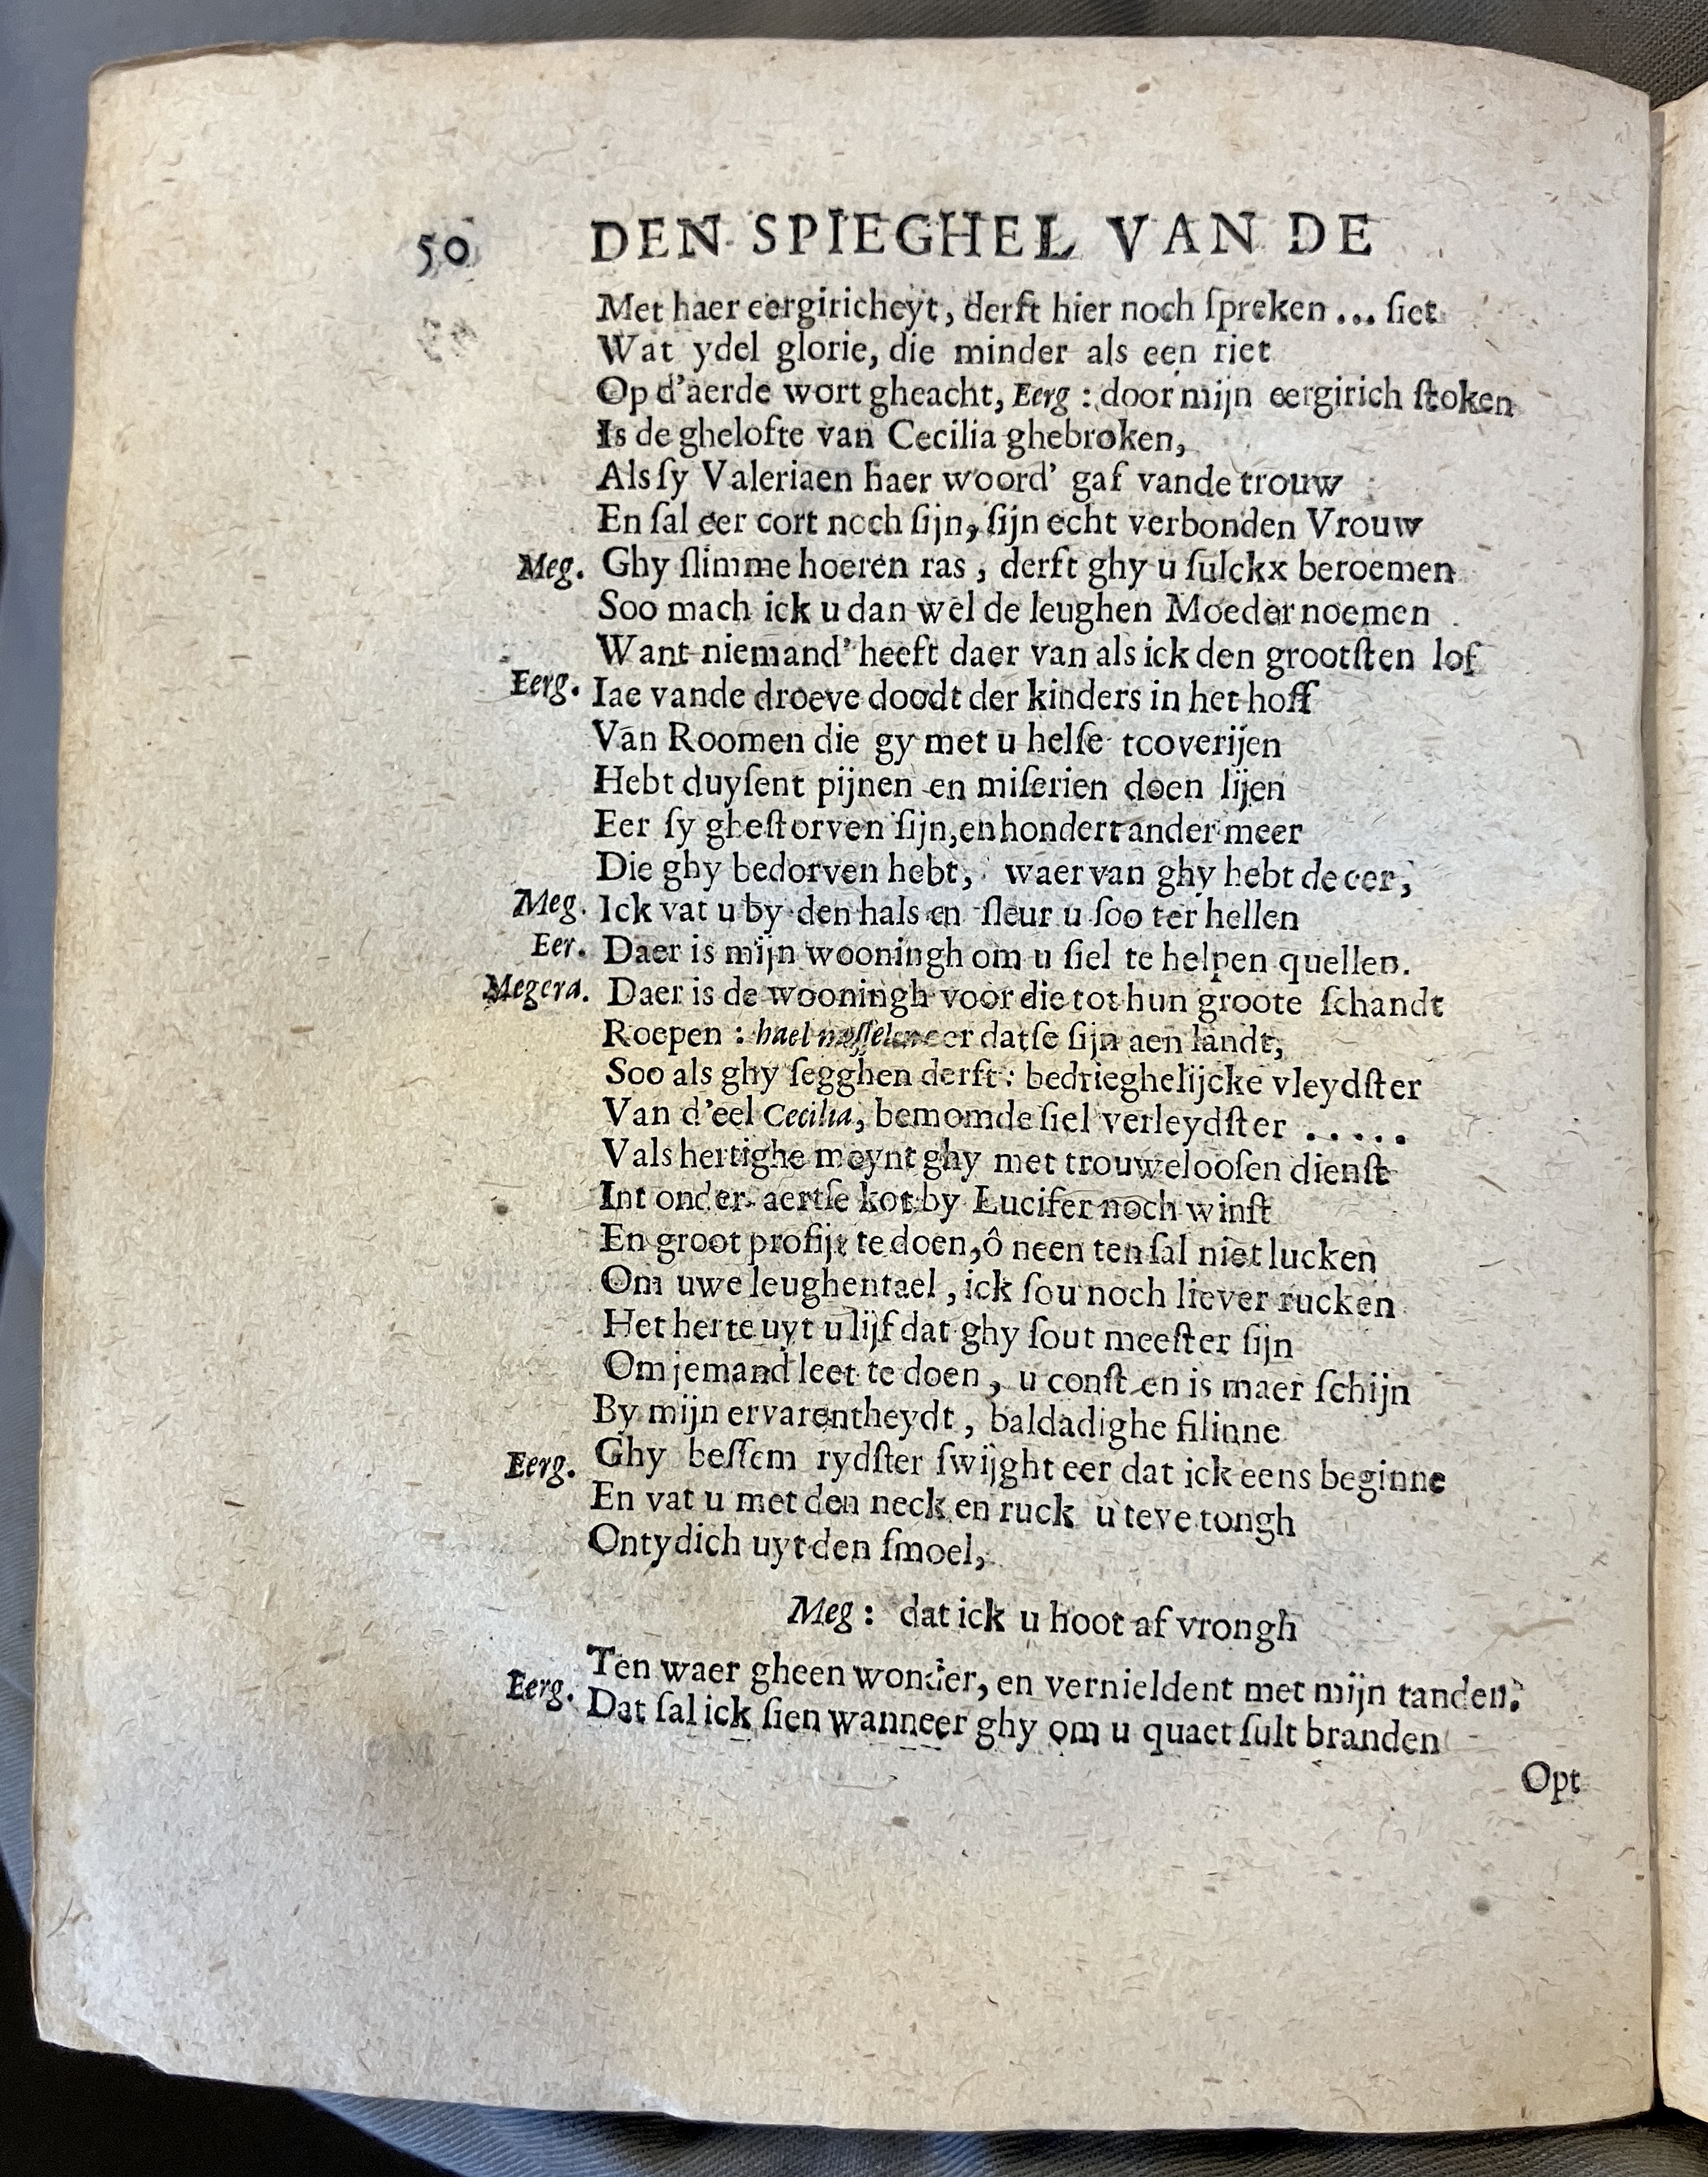 50 DEN SPIEGHEL VAN DE
Met haer eergiricheyt, derft hier noch ſpreken ... ſiet
Wat ydel glorie, die minder als een riet
Op d'aerde wort gheacht, Eerg : door mijn eergirich ſtoken
Is de ghelofte van Cecilia ghebroken,
Als ſy Valeriaen haer woord' gaf vande trouw
En ſal eer cort noch ſijn, ſijn echt verbonden Vrouw
Meg. Ghy ſlimme hoeren ras, derft ghy u ſulckx beroemen
Soo mach ick u dan wel de leughen Moeder noemen
Want niemand' heeft daer van als ick den grootſten lof
Eerg. Iae vande droeve doodt der kinders in het hoff
Van Roomen die gy met u helſe tcoverijen
Hebt duyſent pijnen en miſerien doen lijen
Eer ſy gheſtorven ſijn, en hondert ander meer
Die ghy bedorven hebt, waer van ghy hebt de eer,
Meg. Ick vat u by den hals en ſleur u ſoo ter hellen
Eer. Daer is mijn wooningh om u ſiel te helpen quellen.
Megera. Daer is de wooningh voor die tot hun groote ſchandt
Roepen : hael eer datſe ſijn aen landt,
Soo als ghy ſegghen derft : bedrieghelijcke vleydſter
Van d'eel Cecilia, bemomde ſiel verleydſter . . . . .
Vals hertighe meynt ghy met trouweloosen dienſt
Int onder aertſe kot by Lucifer noch winſt
En groot profijt te doen, ô neen ten ſal niet lucken
Om uwe leughentael, ick ſou noch liever rucken
Het herte uyt u lijf dat ghy ſout meeſter ſijn
Om jemand leet te doen, u conſt en is maer ſchijn
By mijn ervarentheydt, baldadighe filinne
Eerg. Ghy beſſem rydſter ſwijght eer dat ick eens beginne
En vat u met den neck en ruck u teve tongh
Ontydich uyt den ſmoel,
Meg : dat ick u hoot af vrongh
Ten waer gheen wonder, en vernieldent met mijn tanden.
Eerg. Dat ſal ick ſien wanneer ghy om u quaet ſult branden
Opt